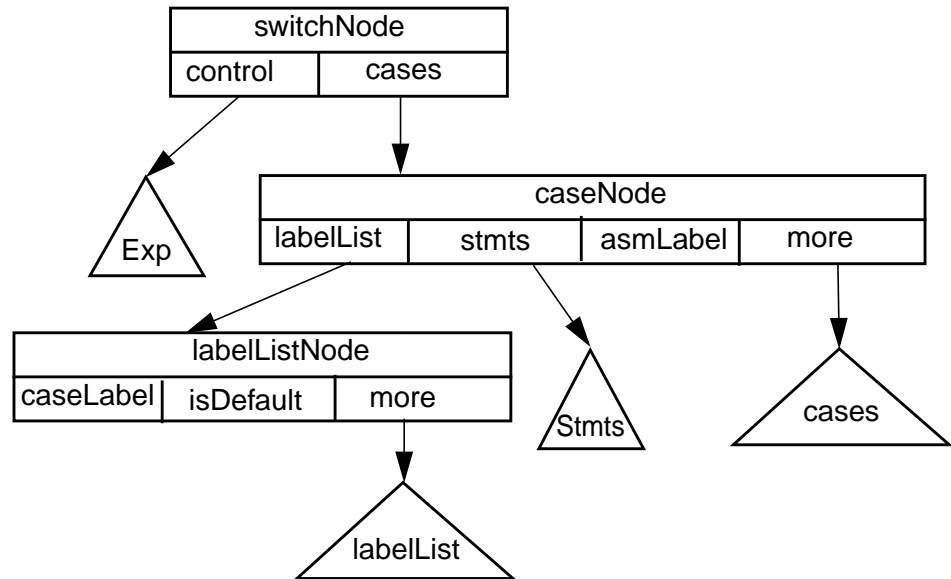 switchNode
control cases
caseNode
labelList stmts asmLabel more
Exp
labelListNode
caseLabel isDefault more
Stmts
cases
labelList